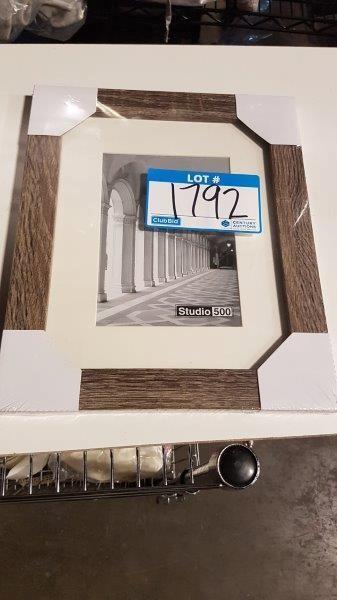 LOT #
1792
ClubBid
CENTURY
AUCTIONS
Studio 500